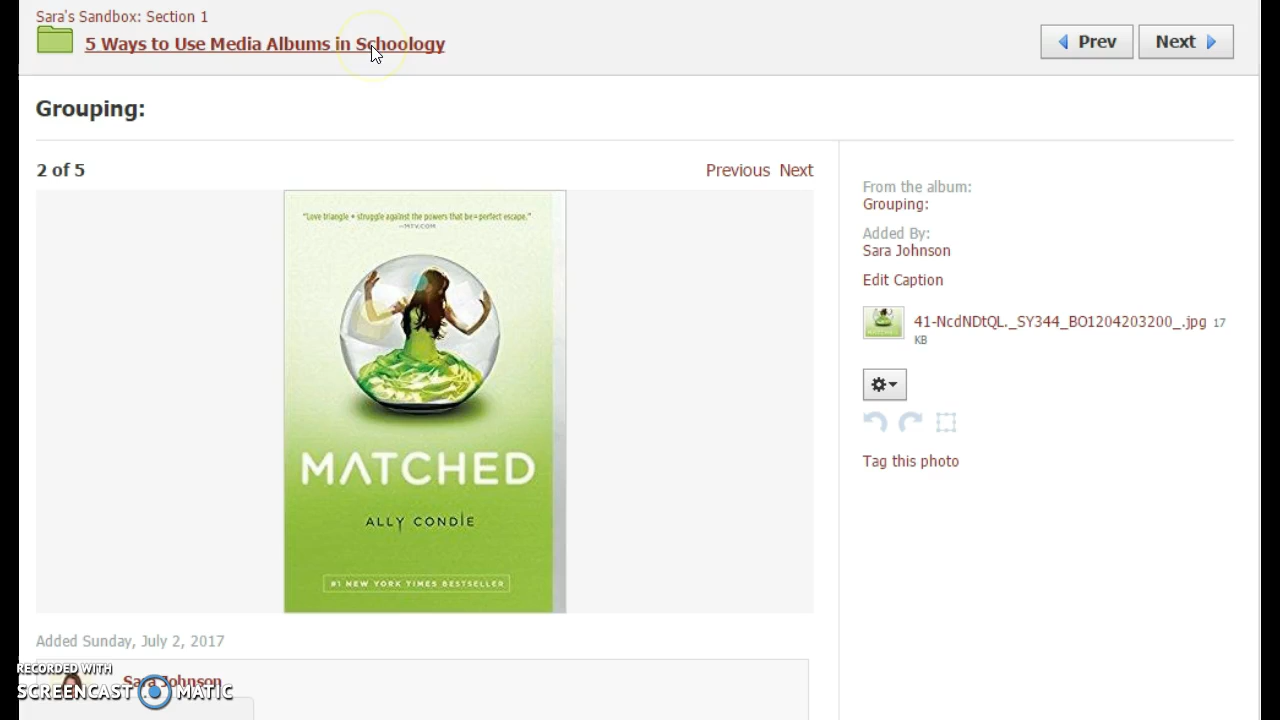 Sara's Sandbox: Section 1
5 Ways to Use Media Albums in Schoology
Prev
Next
Grouping:
2 of 5
Previous Next
"Love triangle + struggle against the powers that be=perfect escape."
—MTV.COM
MATCHED
ALLY CONDIE
#1 NEW YORK TIMES BESTSELLER
From the album:
Grouping:
Added By:
Sara Johnson
Edit Caption
41-NcdNDtQL._SY344_BO1204203200_.jpg 17
KB
Tag this photo
Added Sunday, July 2, 2017
Sara Johnson
RECORDED WITH
SCREENCAST MATIC